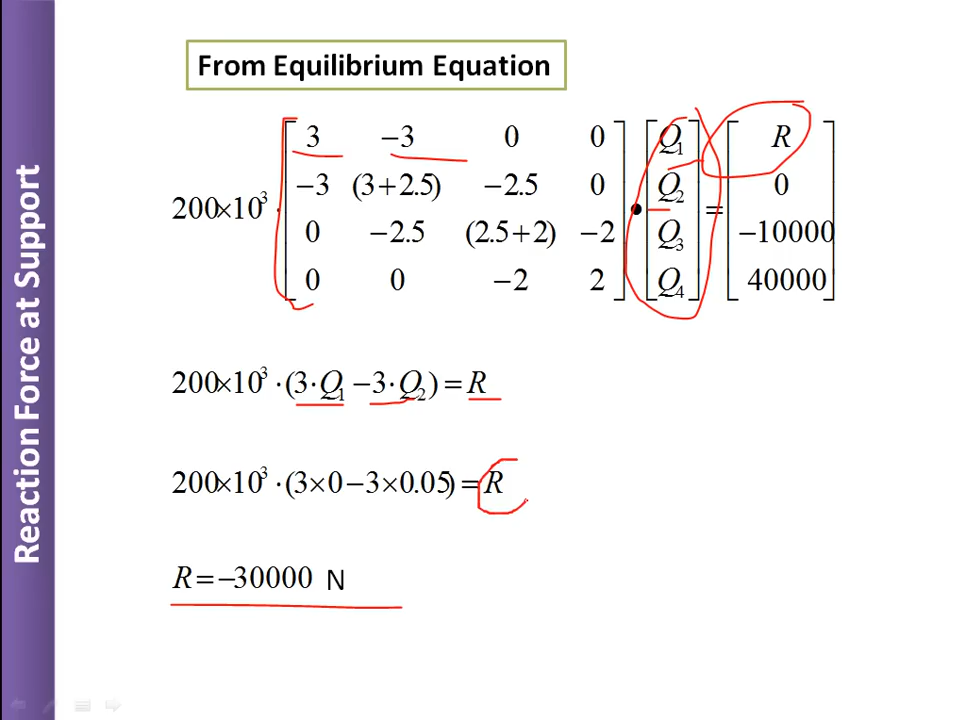 Reaction Force at Support
From Equilibrium Equation
200×10³ · [ 3 −3 0 0 ] [ Q₁ ] = [ R ]
[ −3 (3+2.5) −2.5 0 ] • [ Q₂ ] [ 0 ]
[ 0 −2.5 (2.5+2) −2 ] [ Q₃ ] [ −10000 ]
[ 0 0 −2 2 ] [ Q₄ ] [ 40000 ]
200×10³ · (3·Q₁ −3·Q₂) = R
200×10³ · (3×0−3×0.05) = R
R=−30000 N